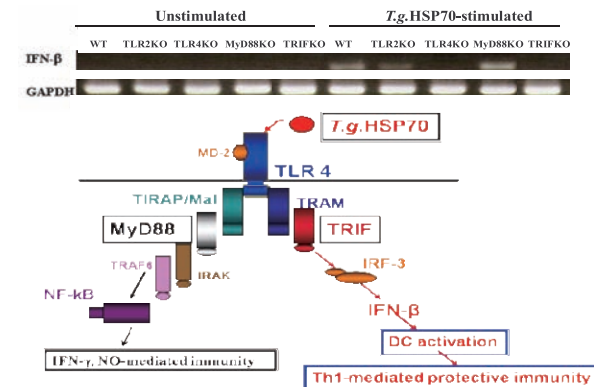 Unstimulated T.g.HSP70-stimulated
WT TLR2KO TLR4KO MyD88KO TRIFKO WT TLR2KO TLR4KO MyD88KO TRIFKO
IFN-β
GAPDH
T.g.HSP70
MD-2
TLR 4
TIRAP/Mal TRAM
MyD88 TRIF
TRAF6 IRAK IRF-3
NF-kB
IFN-β
DC activation
IFN-γ, NO-mediated immunity
Th1-mediated protective immunity